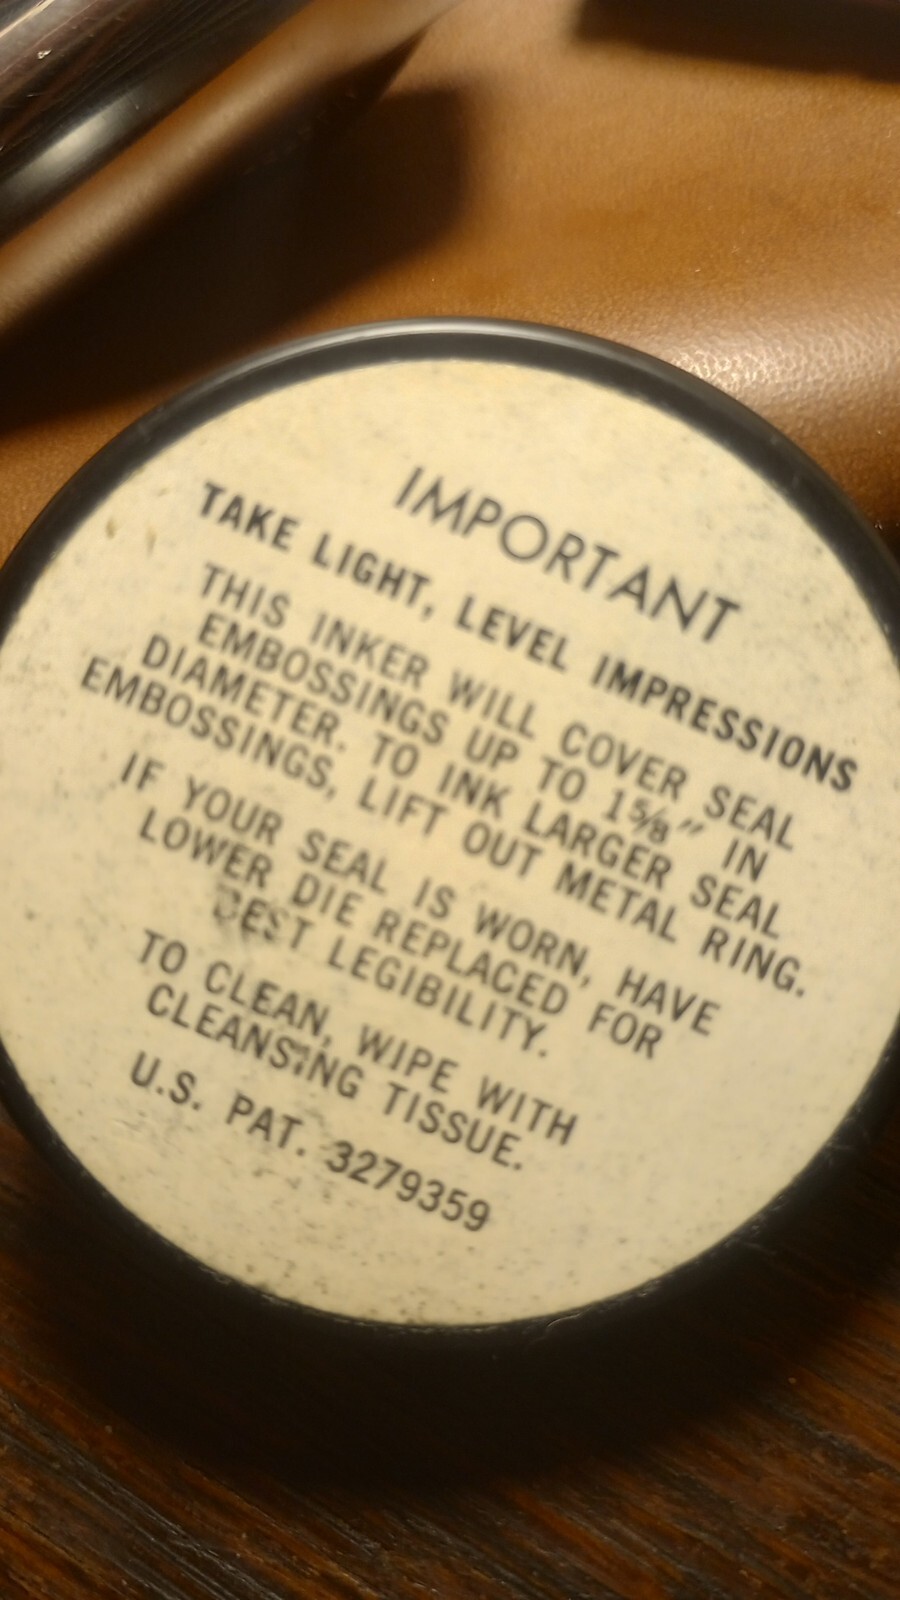 IMPORTANT
TAKE LIGHT, LEVEL IMPRESSIONS
THIS INKER WILL COVER SEAL
EMBOSSINGS UP TO 1 5/8" IN
DIAMETER. TO INK LARGER SEAL
EMBOSSINGS, LIFT OUT METAL RING.
IF YOUR SEAL IS WORN, HAVE
LOWER DIE REPLACED FOR
BEST LEGIBILITY.
TO CLEAN, WIPE WITH
CLEANSING TISSUE.
U.S. PAT. 3279359